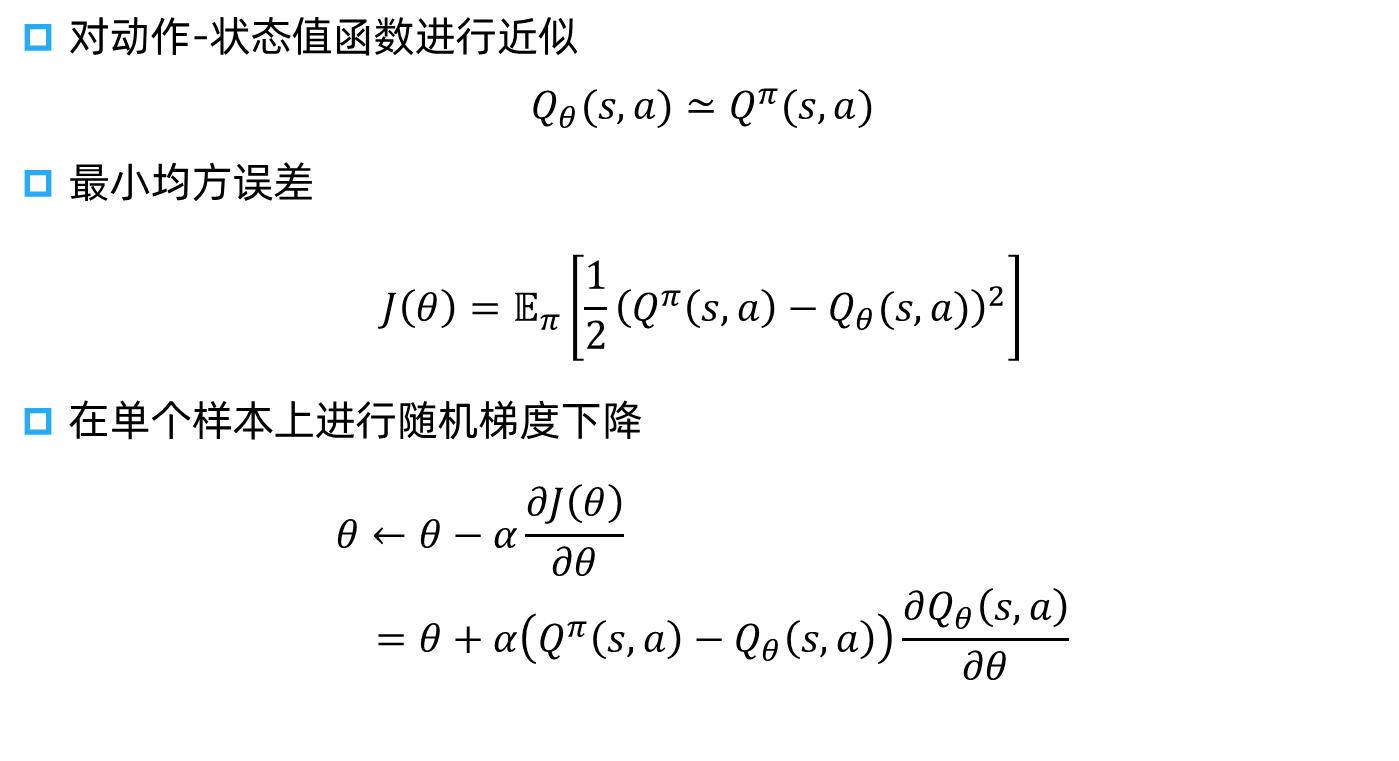 对动作-状态值函数进行近似
Q_θ(s, a) ≃ Q^π(s, a)
最小均方误差
J(θ) = 𝔼_π [1/2 (Q^π(s, a) − Q_θ(s, a))^2]
在单个样本上进行随机梯度下降
θ ← θ − α ∂J(θ)/∂θ
= θ + α(Q^π(s, a) − Q_θ(s, a)) ∂Q_θ(s, a)/∂θ